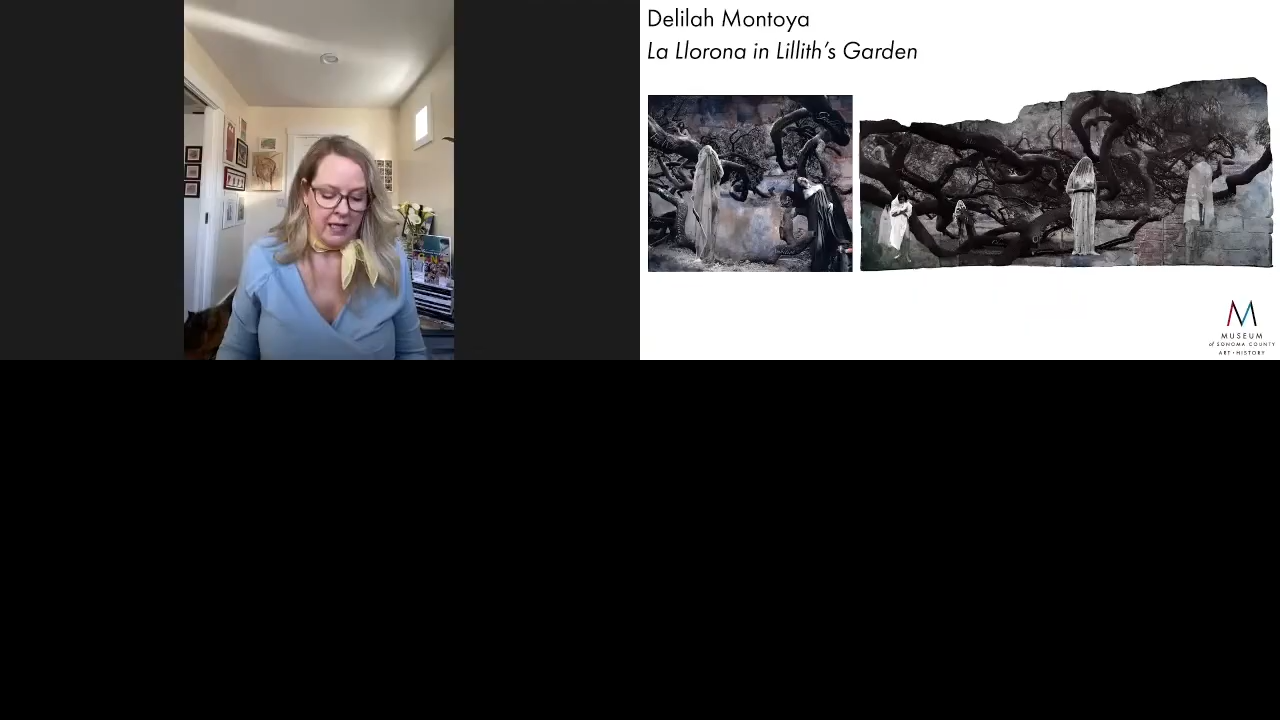 Delilah Montoya
La Llorona in Lillith's Garden
M
MUSEUM
of SONOMA COUNTY
ART • HISTORY